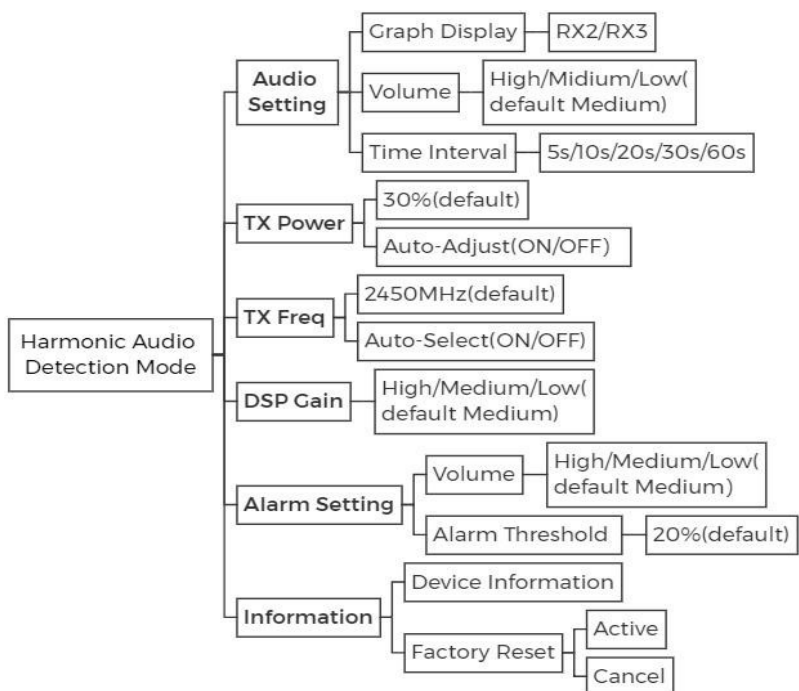 Harmonic Audio
Detection Mode
Audio
Setting
Graph Display
RX2/RX3
Volume
High/Midium/Low(
default Medium)
Time Interval
5s/10s/20s/30s/60s
TX Power
30%(default)
Auto-Adjust(ON/OFF)
TX Freq
2450MHz(default)
Auto-Select(ON/OFF)
DSP Gain
High/Medium/Low(
default Medium)
Alarm Setting
Volume
High/Medium/Low(
default Medium)
Alarm Threshold
20%(default)
Information
Device Information
Factory Reset
Active
Cancel